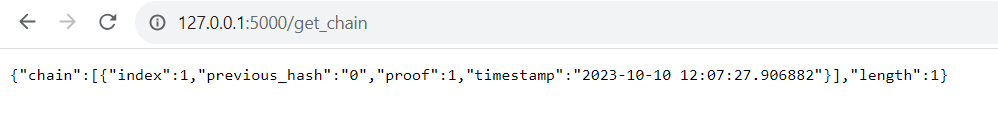 127.0.0.1:5000/get_chain
{"chain":[{"index":1,"previous_hash":"0","proof":1,"timestamp":"2023-10-10 12:07:27.906882"}],"length":1}